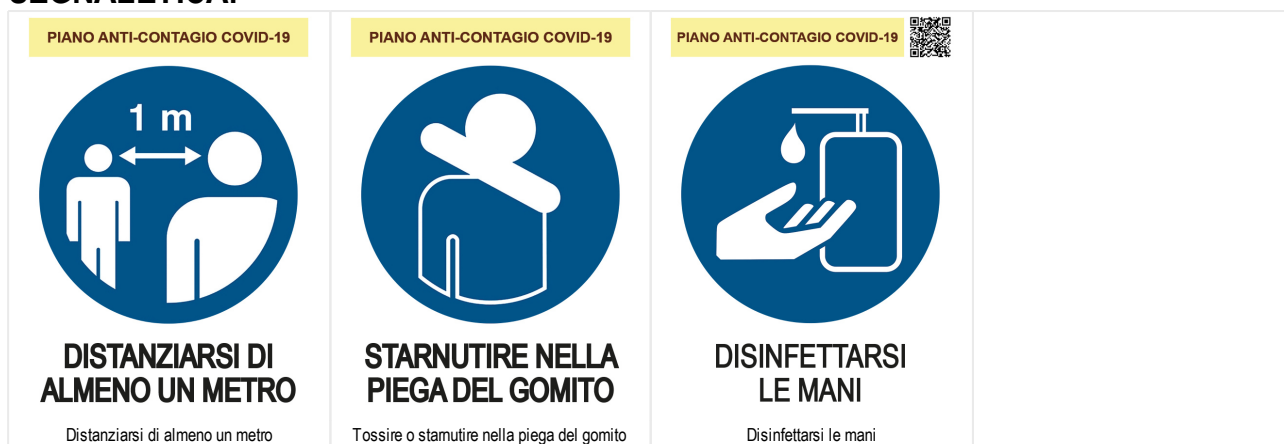 SEGNALETICA:
PIANO ANTI-CONTAGIO COVID-19
1 m
DISTANZIARSI DI
ALMENO UN METRO
Distanziarsi di almeno un metro
PIANO ANTI-CONTAGIO COVID-19
STARNUTIRE NELLA
PIEGA DEL GOMITO
Tossire o starnutire nella piega del gomito
PIANO ANTI-CONTAGIO COVID-19
DISINFETTARSI
LE MANI
Disinfettarsi le mani